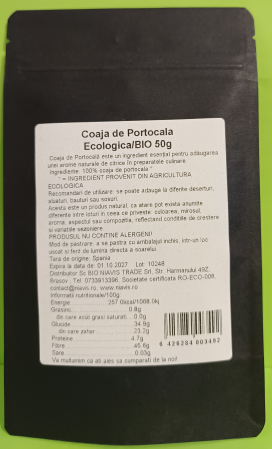 Coaja de Portocala
Ecologica/BIO 50g
Coaja de Portocală este un ingredient esențial pentru adăugarea
unei arome naturale de citrice în preparatele culinare.
Ingrediente: 100% coaja de portocala *
* = INGREDIENT PROVENIT DIN AGRICULTURA
ECOLOGICA
Recomandari de utilizare: se poate adauga la diferite deserturi,
aluaturi, bauturi sau sosuri.
Acesta este un produs natural, ca atare pot exista anumite
diferente intre loturi in ceea ce priveste: culoarea, mirosul,
aroma, aspectul sau compozitia, reflectand conditiile de crestere
si variatiile sezoniere.
PRODUSUL NU CONTINE ALERGENI!
Mod de pastrare: a se pastra cu ambalajul inchis, intr-un loc
uscat si ferit de lumina directa a soarelui.
Tara de origine: Spania
Expira la data de: 01.10.2027 Lot: 10248
Distribuitor Sc BIO NIAVIS TRADE Srl, Str. Harmanului 49Z,
Brasov Tel. 0733913396, Societate certificata RO-ECO-008,
contact@niavis.ro www.niavis.ro
Informatii nutritionale/100g:
Energie 257.0kcal/1068.0kj
Grasimi 0.8g
din care acizi grasi saturati 0.0g
Glucide 34.9g
din care zahar 23.2g
Proteine 4.7g
Fibre 45.6g
Sare 0.03g
Va multumim ca ati ales sa cumparati de la noi!
6 428284 003492